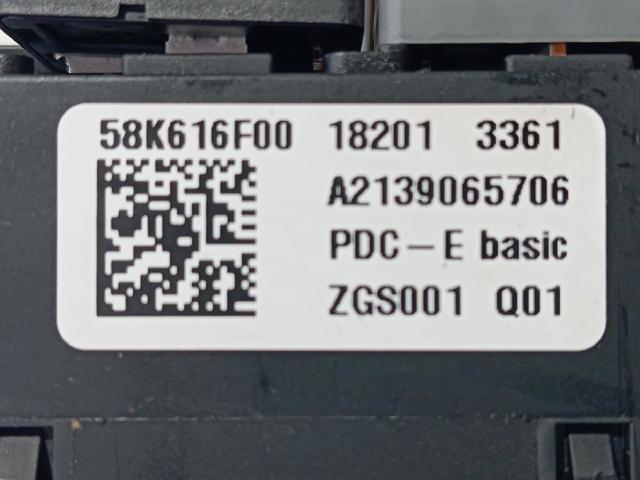 58K616F00 18201 3361
A2139065706
PDC-E basic
ZGS001 Q01